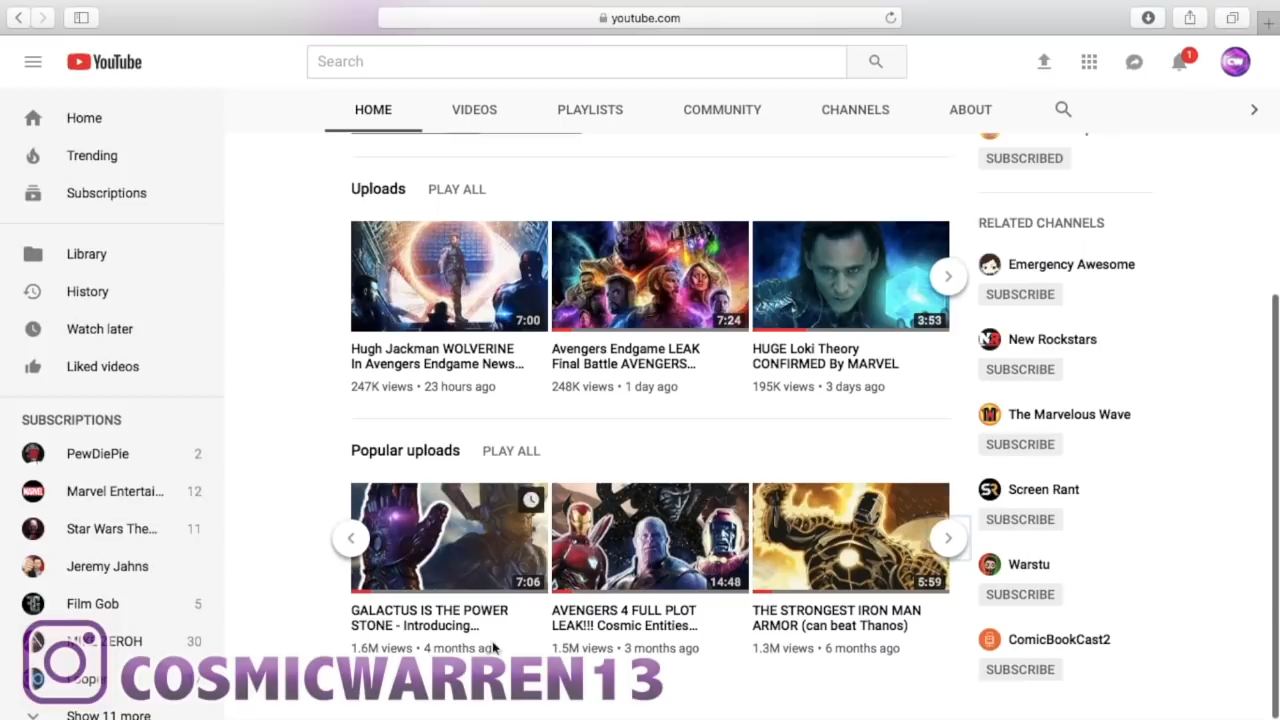 youtube.com
YouTube
Search
1
CW
HOME VIDEOS PLAYLISTS COMMUNITY CHANNELS ABOUT
Home
Trending
Subscriptions
Library
History
Watch later
Liked videos
SUBSCRIPTIONS
PewDiePie 2
Marvel Entertai... 12
Star Wars The... 11
Jeremy Jahns
Film Gob 5
30
Show 11 more
Uploads PLAY ALL
7:00
Hugh Jackman WOLVERINE
In Avengers Endgame News...
247K views • 23 hours ago
7:24
Avengers Endgame LEAK
Final Battle AVENGERS...
248K views • 1 day ago
3:53
HUGE Loki Theory
CONFIRMED By MARVEL
195K views • 3 days ago
Popular uploads PLAY ALL
7:06
GALACTUS IS THE POWER
STONE - Introducing...
1.6M views • 4 months ago
14:48
AVENGERS 4 FULL PLOT
LEAK!!! Cosmic Entities...
1.5M views • 3 months ago
5:59
THE STRONGEST IRON MAN
ARMOR (can beat Thanos)
1.3M views • 6 months ago
SUBSCRIBED
RELATED CHANNELS
Emergency Awesome
SUBSCRIBE
New Rockstars
SUBSCRIBE
The Marvelous Wave
SUBSCRIBE
Screen Rant
SUBSCRIBE
Warstu
SUBSCRIBE
ComicBookCast2
SUBSCRIBE
COSMICWARREN13